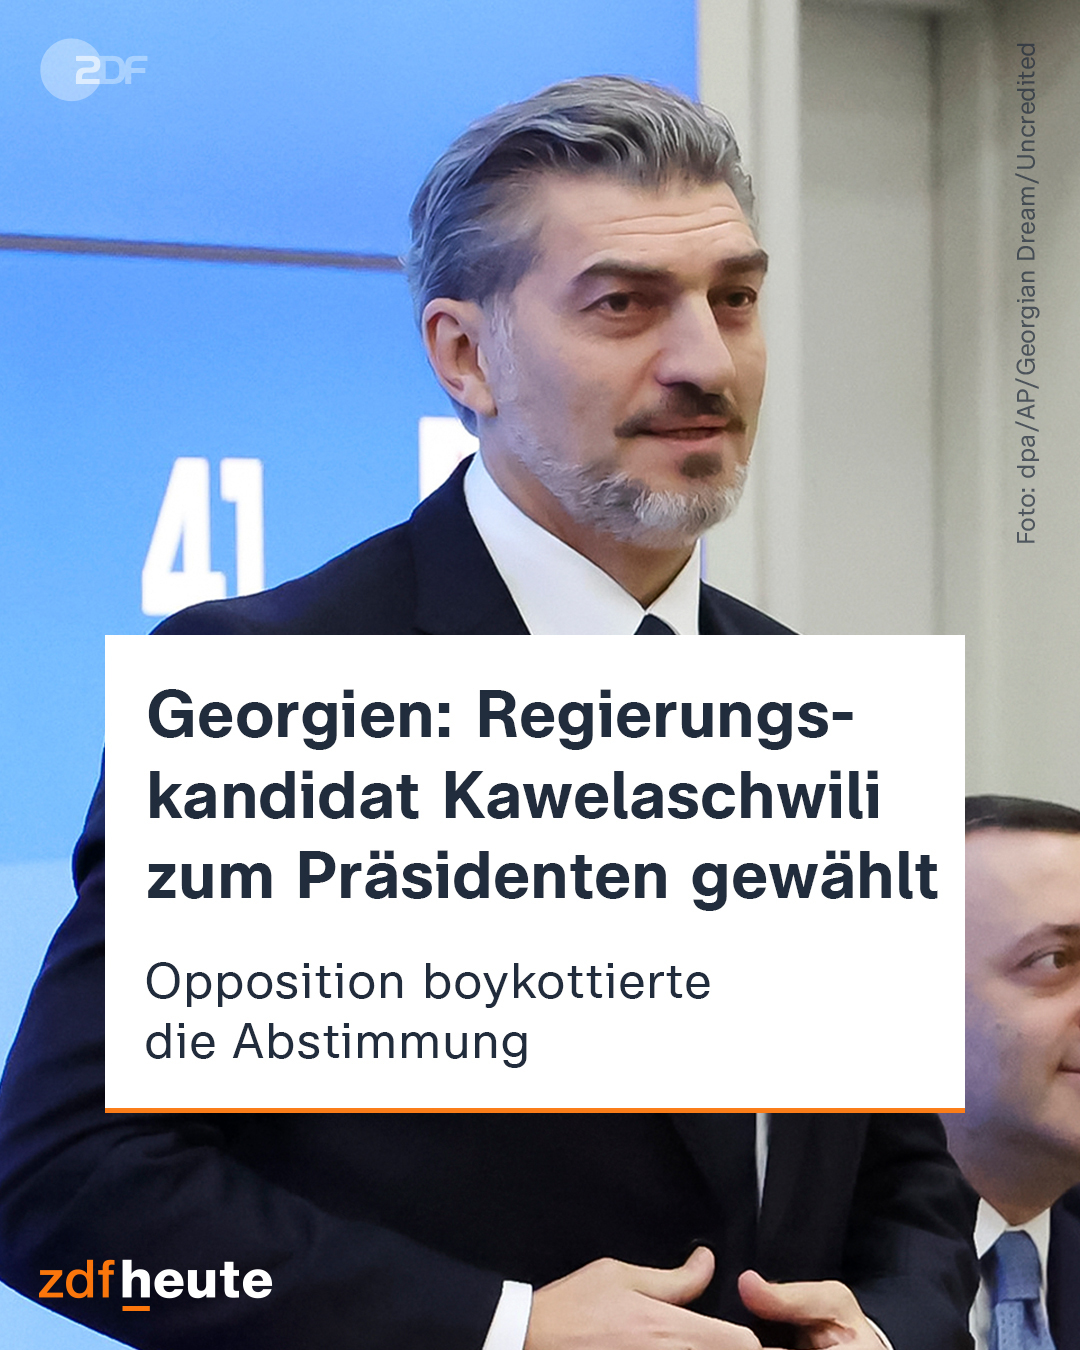 ZDF
Foto: dpa/AP/Georgian Dream/Uncredited
41
Georgien: Regierungs-
kandidat Kawelaschwili
zum Präsidenten gewählt
Opposition boykottierte
die Abstimmung
zdfheute